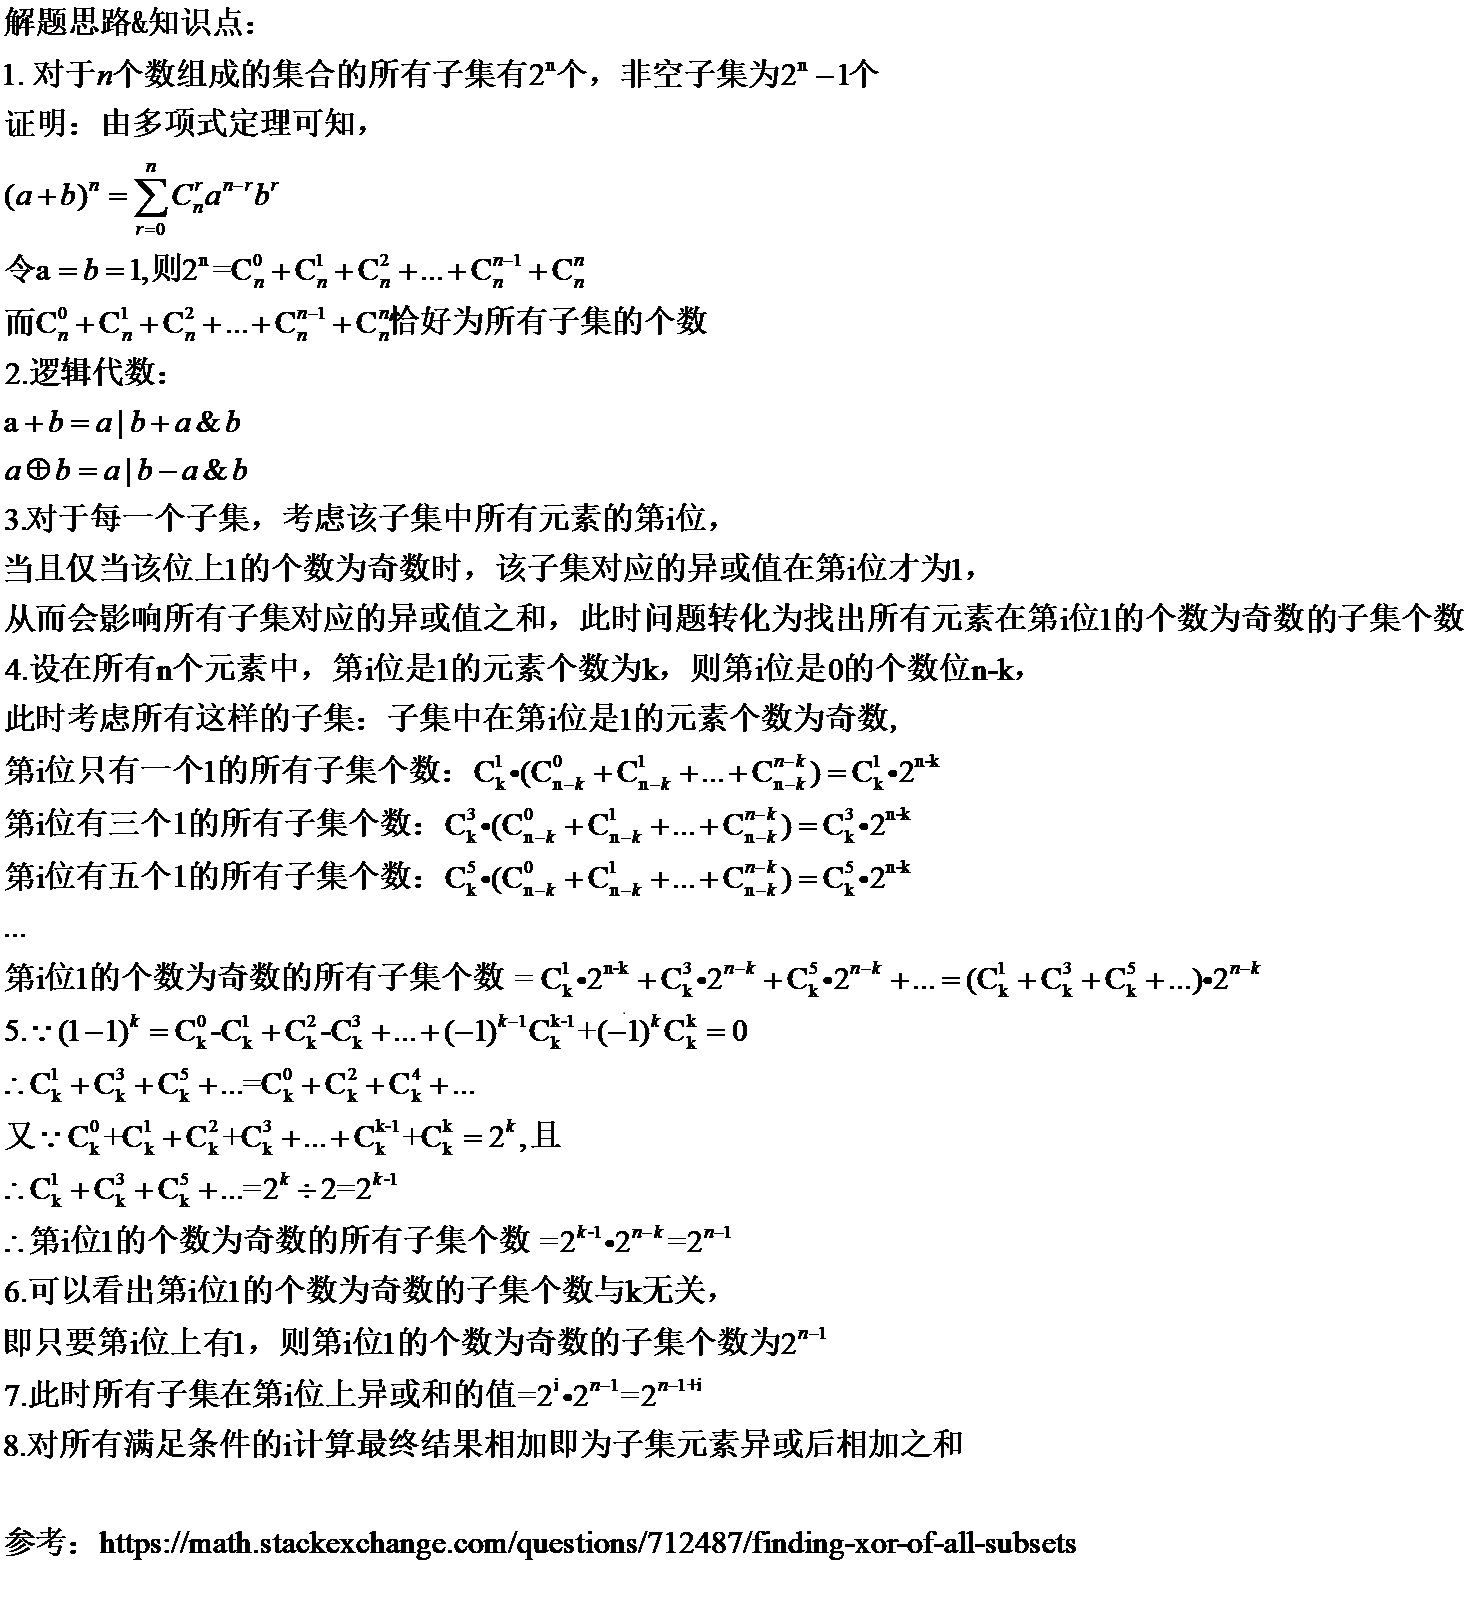 解题思路&知识点：
1. 对于n个数组成的集合的所有子集有2ⁿ个，非空子集为2ⁿ −1个
证明：由多项式定理可知，
(a+b)^n = ∑_{r=0}^{n} C_n^r a^{n−r} b^r
令a = b = 1,则2^n=C_n^0 + C_n^1 + C_n^2 + ... + C_n^{n−1} + C_n^n
而C_n^0 + C_n^1 + C_n^2 + ... + C_n^{n−1} + C_n^n恰好为所有子集的个数
2.逻辑代数：
a + b = a | b + a & b
a ⊕ b = a | b − a & b
3.对于每一个子集，考虑该子集中所有元素的第i位，
当且仅当该位上1的个数为奇数时，该子集对应的异或值在第i位才为1，
从而会影响所有子集对应的异或值之和，此时问题转化为找出所有元素在第i位1的个数为奇数的子集个数
4.设在所有n个元素中，第i位是1的元素个数为k，则第i位是0的个数位n-k，
此时考虑所有这样的子集：子集中在第i位是1的元素个数为奇数,
第i位只有一个1的所有子集个数：C_k^1•(C_{n−k}^0 + C_{n−k}^1 + ... + C_{n−k}^{n−k}) = C_k^1•2^{n-k}
第i位有三个1的所有子集个数：C_k^3•(C_{n−k}^0 + C_{n−k}^1 + ... + C_{n−k}^{n−k}) = C_k^3•2^{n-k}
第i位有五个1的所有子集个数：C_k^5•(C_{n−k}^0 + C_{n−k}^1 + ... + C_{n−k}^{n−k}) = C_k^5•2^{n-k}
...
第i位1的个数为奇数的所有子集个数 = C_k^1•2^{n-k} + C_k^3•2^{n−k} + C_k^5•2^{n−k} + ... = (C_k^1 + C_k^3 + C_k^5 + ...)•2^{n−k}
5.∵(1−1)^k = C_k^0-C_k^1 + C_k^2-C_k^3 + ... + (−1)^{k−1}C_k^{k-1}+(−1)^k C_k^k = 0
∴C_k^1 + C_k^3 + C_k^5 + ...=C_k^0 + C_k^2 + C_k^4 + ...
又∵C_k^0+C_k^1 + C_k^2+C_k^3 + ... + C_k^{k-1}+C_k^k = 2^k,且
∴C_k^1 + C_k^3 + C_k^5 + ...=2^k ÷ 2=2^{k-1}
∴第i位1的个数为奇数的所有子集个数 =2^{k-1}•2^{n−k}=2^{n−1}
6.可以看出第i位1的个数为奇数的子集个数与k无关，
即只要第i位上有1，则第i位1的个数为奇数的子集个数为2^{n−1}
7.此时所有子集在第i位上异或和的值=2^i•2^{n−1}=2^{n−1+i}
8.对所有满足条件的i计算最终结果相加即为子集元素异或后相加之和
参考：https://math.stackexchange.com/questions/712487/finding-xor-of-all-subsets